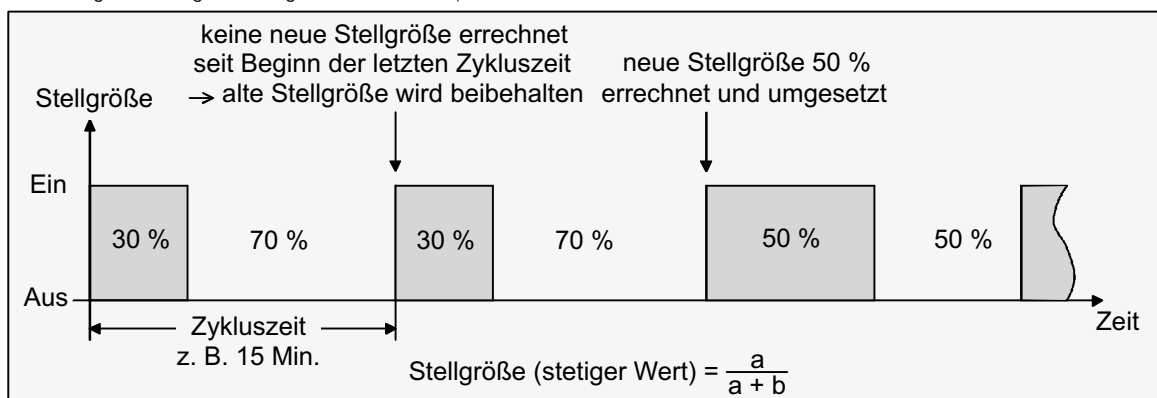 keine neue Stellgröße errechnet
seit Beginn der letzten Zykluszeit
→ alte Stellgröße wird beibehalten
neue Stellgröße 50 %
errechnet und umgesetzt
Stellgröße
Ein
30 %
70 %
30 %
70 %
50 %
50 %
Aus
Zeit
Zykluszeit
z. B. 15 Min.
Stellgröße (stetiger Wert) = a
a + b